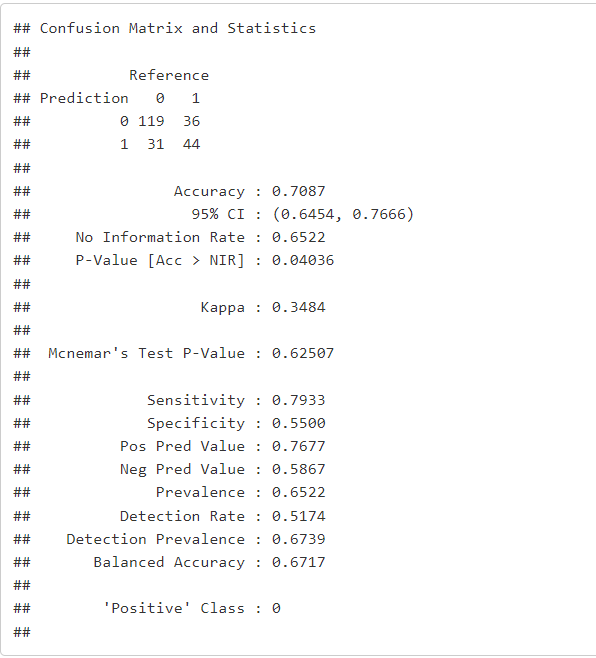 ## Confusion Matrix and Statistics
##
##           Reference
## Prediction   0   1
##          0 119  36
##          1  31  44
##
##                Accuracy : 0.7087
##                  95% CI : (0.6454, 0.7666)
##     No Information Rate : 0.6522
##     P-Value [Acc > NIR] : 0.04036
##
##                   Kappa : 0.3484
##
##  Mcnemar's Test P-Value : 0.62507
##
##             Sensitivity : 0.7933
##             Specificity : 0.5500
##          Pos Pred Value : 0.7677
##          Neg Pred Value : 0.5867
##              Prevalence : 0.6522
##          Detection Rate : 0.5174
##    Detection Prevalence : 0.6739
##       Balanced Accuracy : 0.6717
##
##        'Positive' Class : 0
##